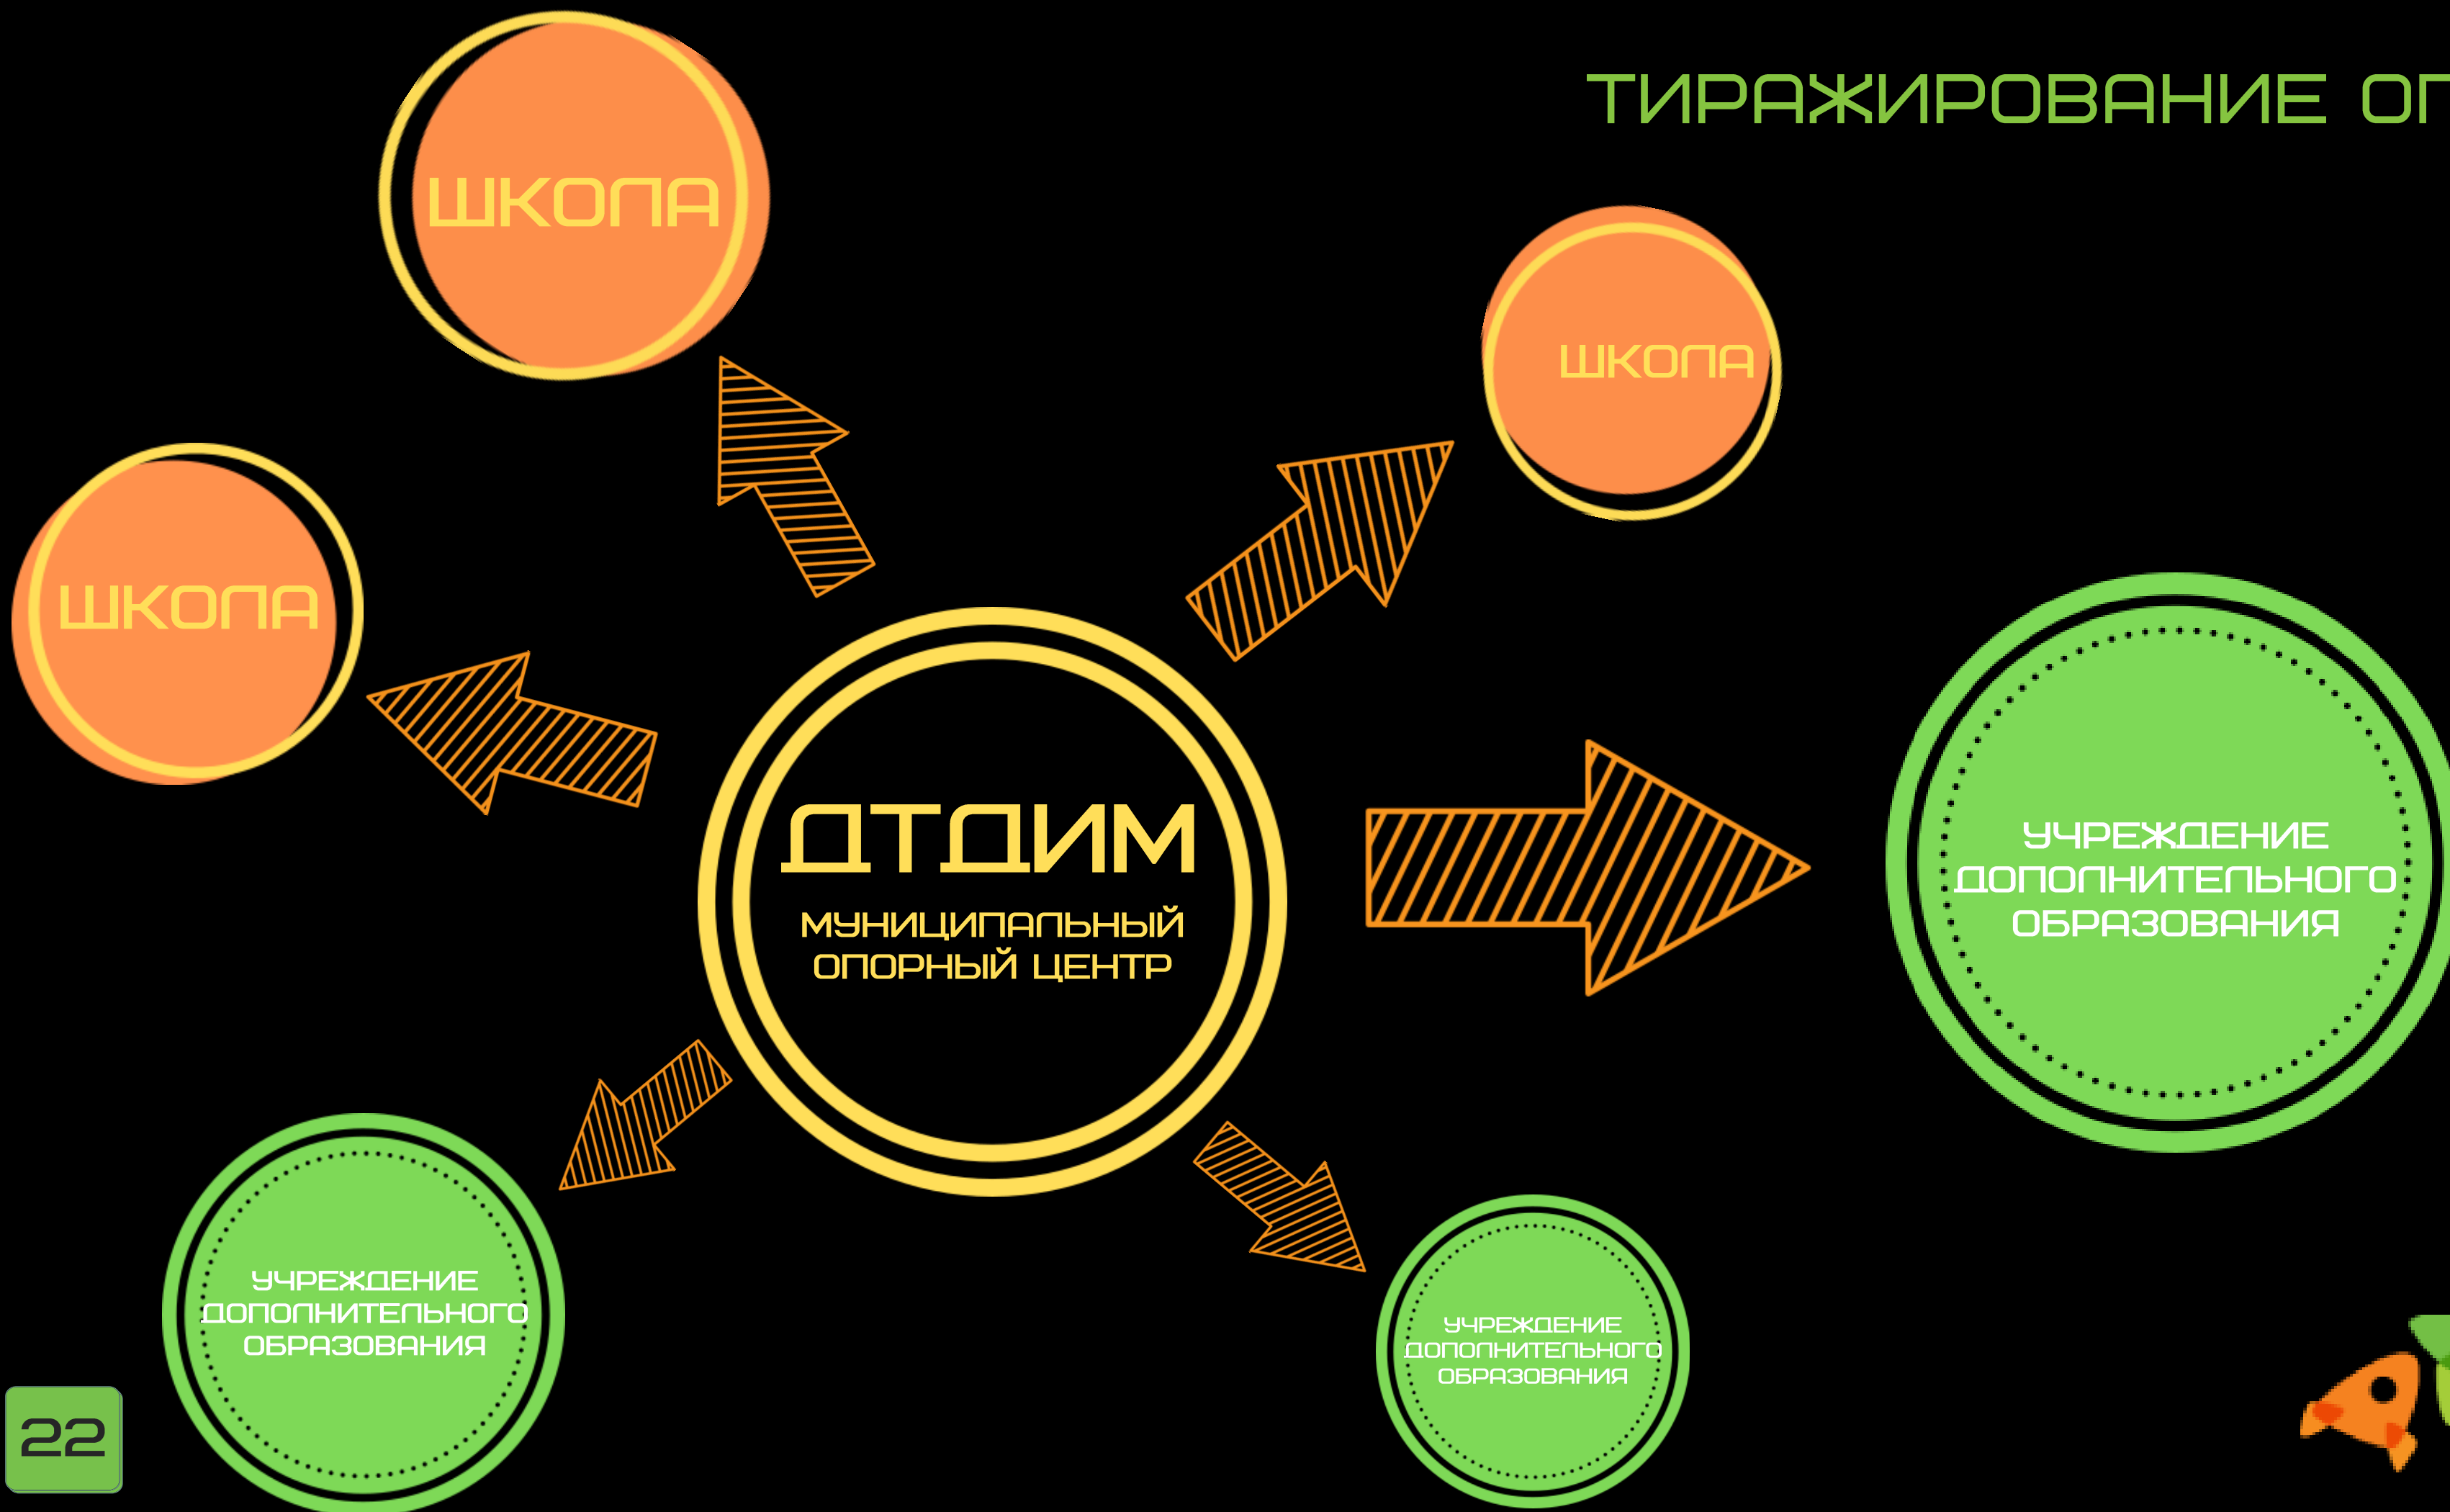 ТИРАЖИРОВАНИЕ
ШКОЛА
ШКОЛА
ШКОЛА
ДТДИМ
МУНИЦИПАЛЬНЫЙ
ОПОРНЫЙ ЦЕНТР
УЧРЕЖДЕНИЕ
ДОПОЛНИТЕЛЬНОГО
ОБРАЗОВАНИЯ
УЧРЕЖДЕНИЕ
ДОПОЛНИТЕЛЬНОГО
ОБРАЗОВАНИЯ
УЧРЕЖДЕНИЕ
ДОПОЛНИТЕЛЬНОГО
ОБРАЗОВАНИЯ
22